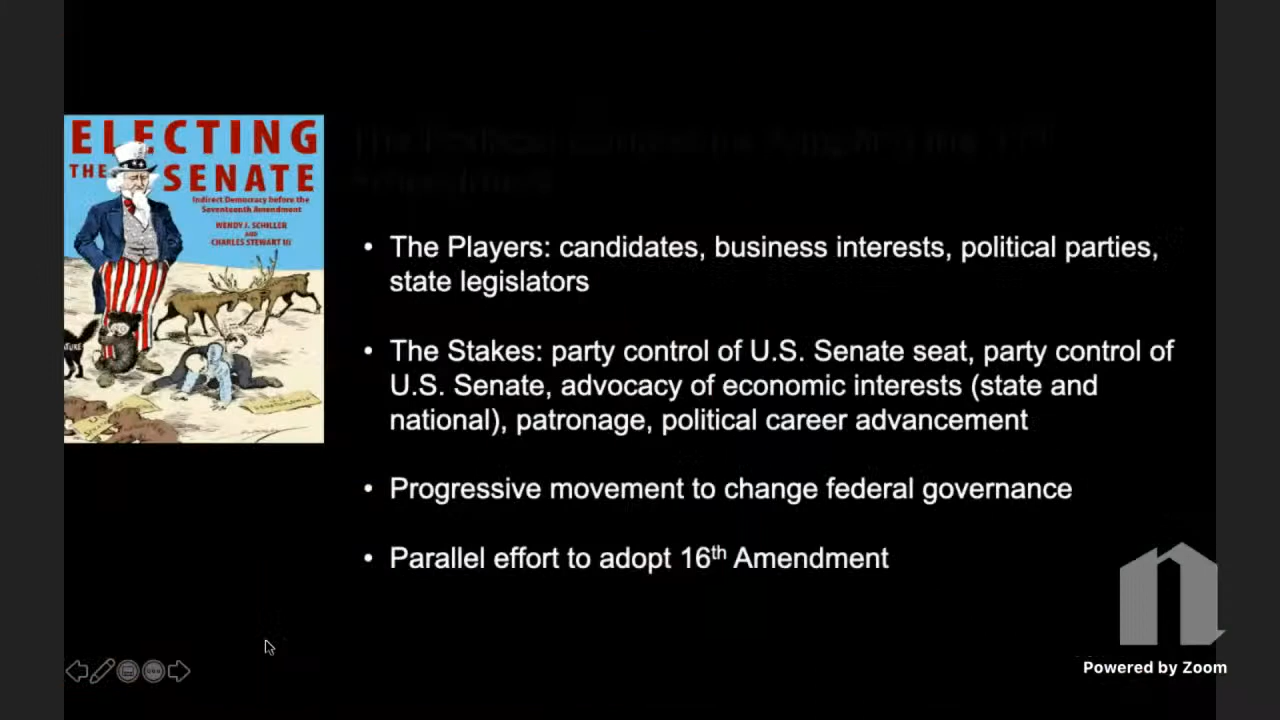 ELECTING
THE SENATE
Indirect Democracy before the
Seventeenth Amendment
WENDY J. SCHILLER
AND
CHARLES STEWART III
• The Players: candidates, business interests, political parties,
state legislators
• The Stakes: party control of U.S. Senate seat, party control of
U.S. Senate, advocacy of economic interests (state and
national), patronage, political career advancement
• Progressive movement to change federal governance
• Parallel effort to adopt 16th Amendment
Powered by Zoom